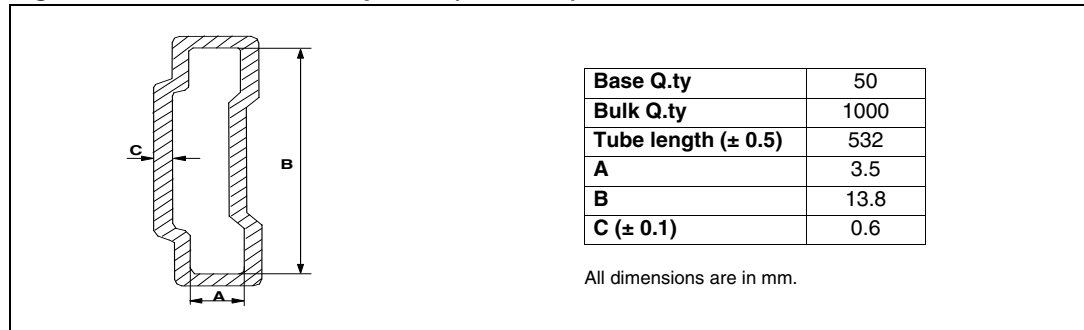 C
B
A
Base Q.ty 50
Bulk Q.ty 1000
Tube length (± 0.5) 532
A 3.5
B 13.8
C (± 0.1) 0.6
All dimensions are in mm.